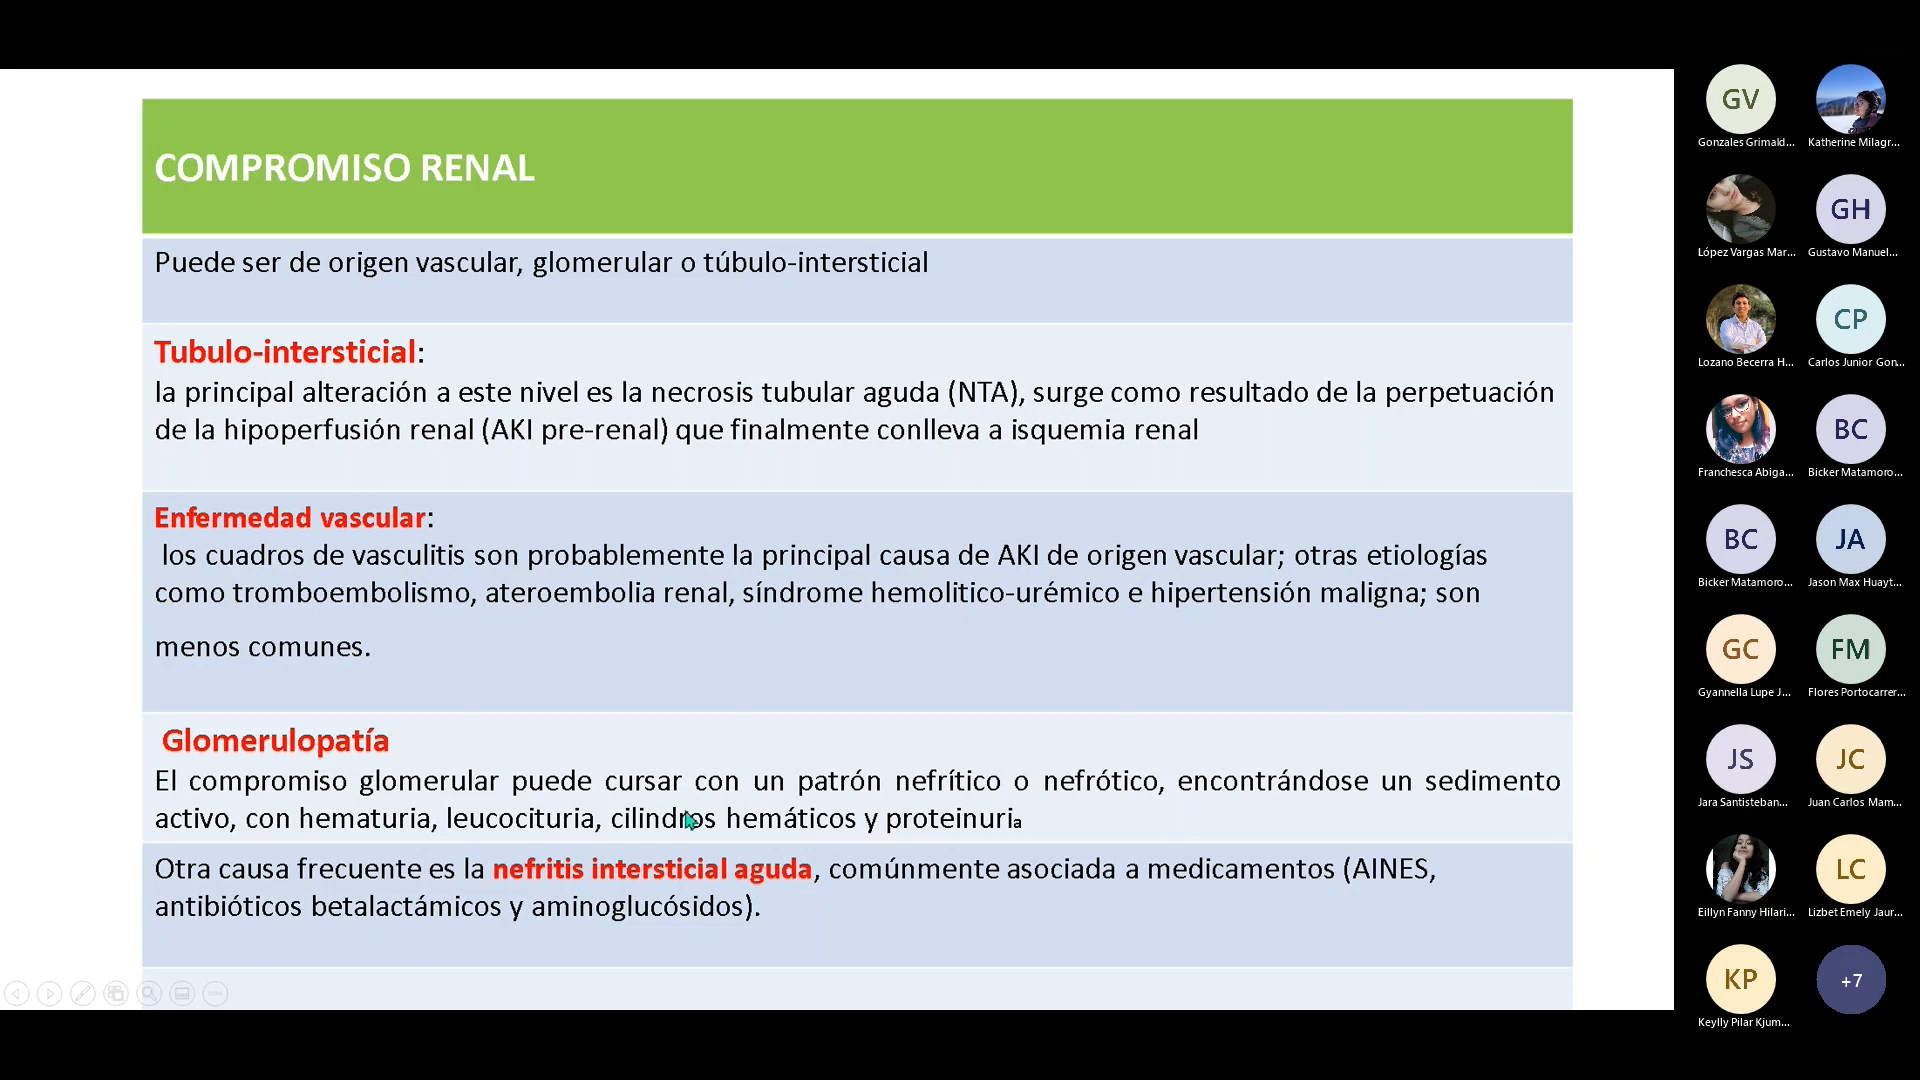 COMPROMISO RENAL
Puede ser de origen vascular, glomerular o túbulo-intersticial
Tubulo-intersticial:
la principal alteración a este nivel es la necrosis tubular aguda (NTA), surge como resultado de la perpetuación
de la hipoperfusión renal (AKI pre-renal) que finalmente conlleva a isquemia renal
Enfermedad vascular:
los cuadros de vasculitis son probablemente la principal causa de AKI de origen vascular; otras etiologías
como tromboembolismo, ateroembolia renal, síndrome hemolitico-urémico e hipertensión maligna; son
menos comunes.
Glomerulopatía
El compromiso glomerular puede cursar con un patrón nefrítico o nefrótico, encontrándose un sedimento
activo, con hematuria, leucocituria, cilindros hemáticos y proteinuria
Otra causa frecuente es la nefritis intersticial aguda, comúnmente asociada a medicamentos (AINES,
antibióticos betalactámicos y aminoglucósidos).
GV
Gonzales Grimald...
Katherine Milagr...
López Vargas Mar...
GH
Gustavo Manuel...
Lozano Becerra H...
CP
Carlos Junior Gon...
Franchesca Abiga...
BC
Bicker Matamoro...
BC
Bicker Matamoro...
JA
Jason Max Huayt...
GC
Gyannella Lupe J...
FM
Flores Portocarrer...
JS
Jara Santisteban...
JC
Juan Carlos Mam...
Eillyn Fanny Hilari...
LC
Lizbet Emely Jaur...
KP
Keylly Pilar Kjum...
+7